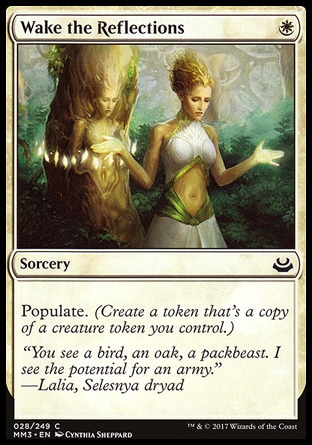 Wake the Reflections
Sorcery
Populate. (Create a token that's a copy
of a creature token you control.)
"You see a bird, an oak, a packbeast. I
see the potential for an army."
—Lalia, Selesnya dryad
028/249 C
MM3 • EN Cynthia Sheppard
™ & © 2017 Wizards of the Coast